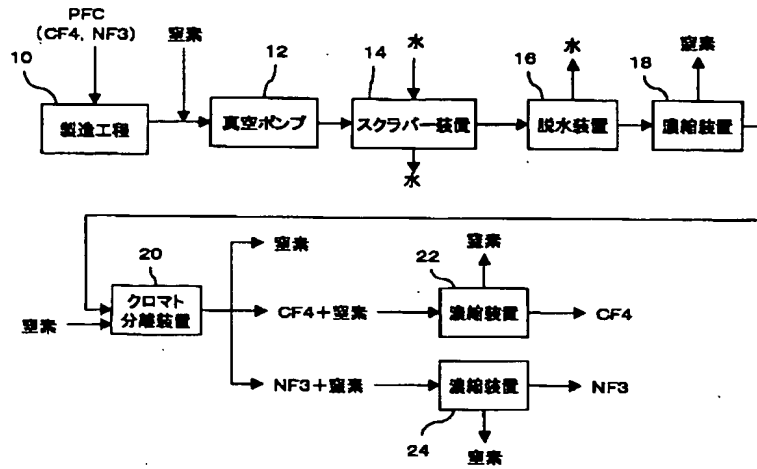 PFC
(CF4, NF3)
窒素
10
製造工程
12
真空ポンプ
14
水
スクラバー装置
水
16
水
脱水装置
18
窒素
濃縮装置
20
クロマト
分離装置
窒素
窒素
CF4+窒素
NF3+窒素
22
窒素
濃縮装置
CF4
濃縮装置
NF3
24
窒素